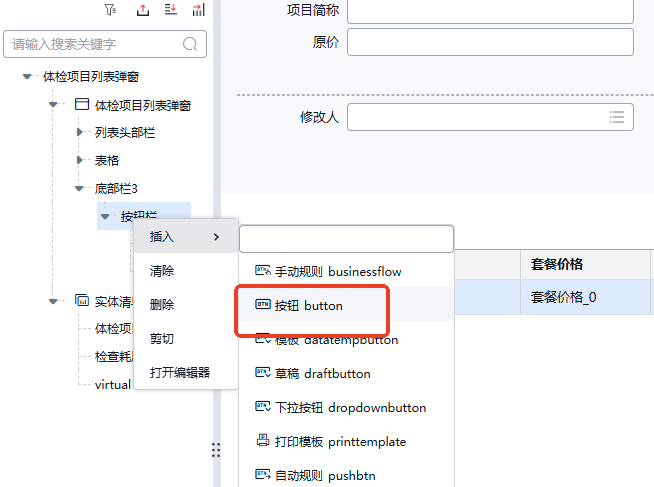 项目简称
请输入搜索关键字
原价
体检项目列表弹窗
体检项目列表弹窗
列表头部栏
修改人
表格
底部栏3
按钮栏
插入
清除
手动规则 businessflow
套餐价格
实体清
删除
按钮 button
套餐价格_0
体检项
剪切
模板 datatempbutton
检查耗
打开编辑器
草稿 draftbutton
virtual
下拉按钮 dropdownbutton
打印模板 printtemplate
自动规则 pushbtn